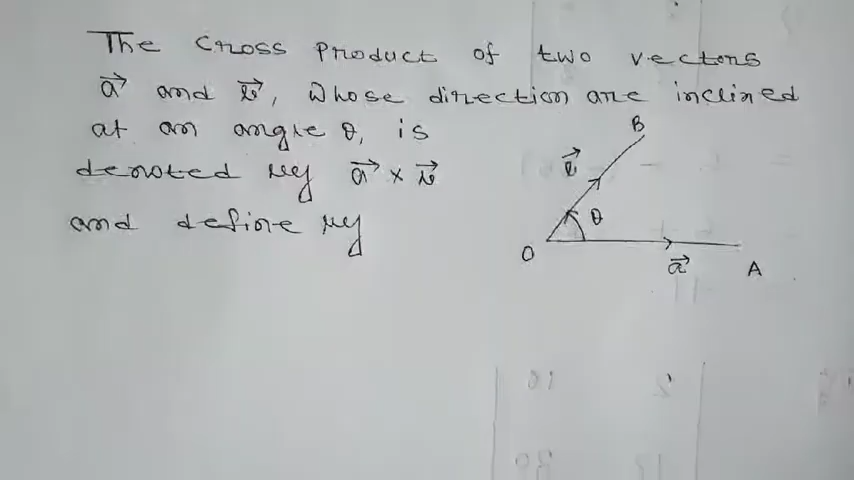 The cross product of two vectors
a⃗ and b⃗, whose direction are inclined
at an angle θ, is
denoted by a⃗ × b⃗
and define by
B
b⃗
θ
O
a⃗
A